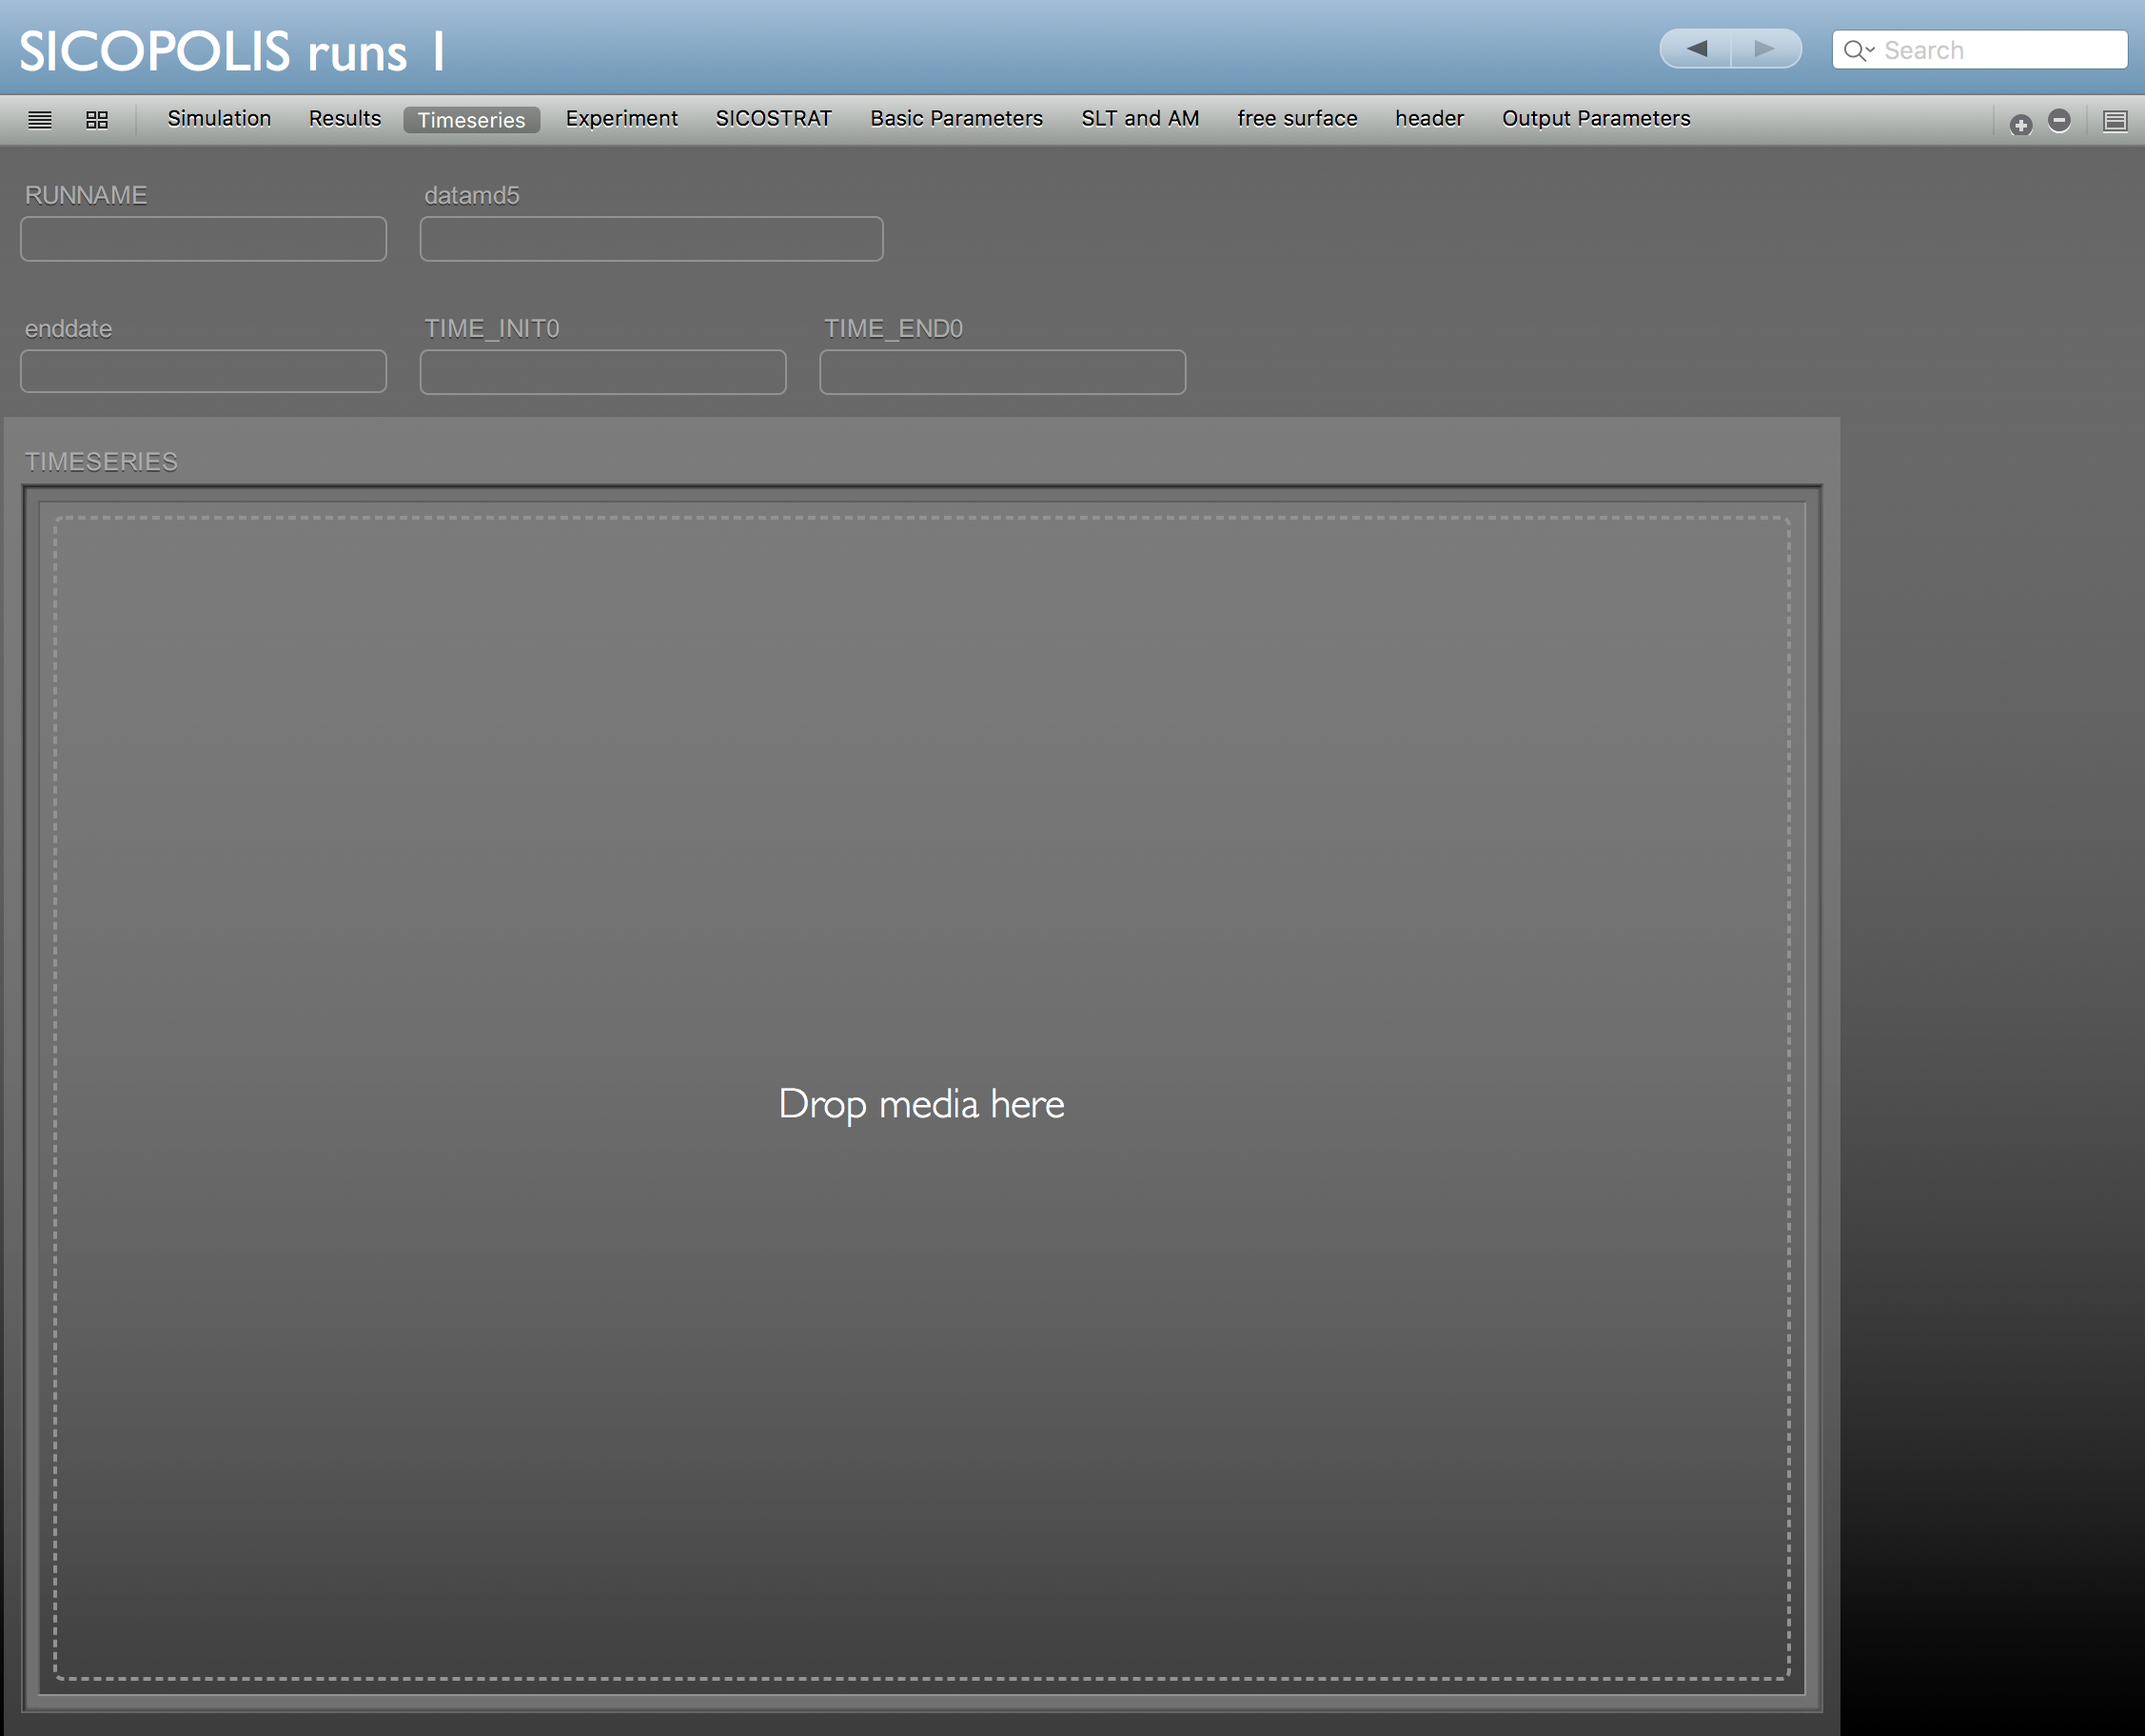 SICOPOLIS runs 1
Search
Simulation Results Timeseries Experiment SICOSTRAT Basic Parameters SLT and AM free surface header Output Parameters
RUNNAME datamd5
enddate TIME_INIT0 TIME_END0
TIMESERIES
Drop media here